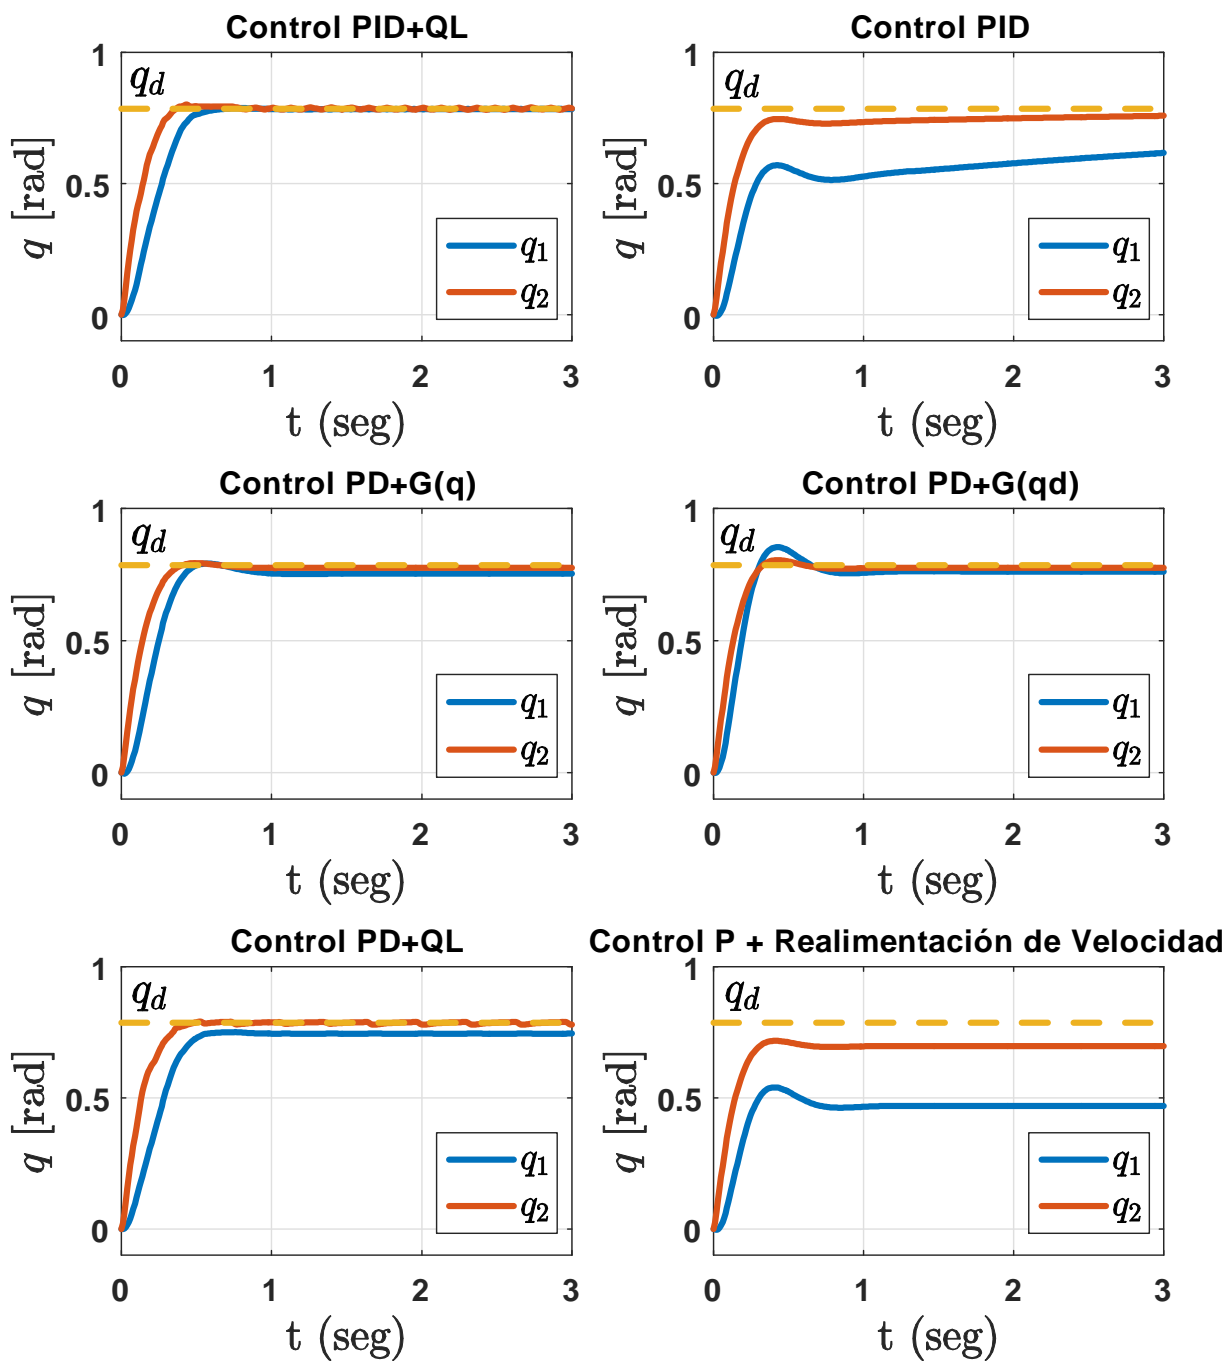 Control PID+QL
1
0.5
0
q_d
q [rad]
q_1
q_2
0 1 2 3
t (seg)
Control PID
1
0.5
0
q_d
q [rad]
q_1
q_2
0 1 2 3
t (seg)
Control PD+G(q)
1
0.5
0
q_d
q [rad]
q_1
q_2
0 1 2 3
t (seg)
Control PD+G(qd)
1
0.5
0
q_d
q [rad]
q_1
q_2
0 1 2 3
t (seg)
Control PD+QL
1
0.5
0
q_d
q [rad]
q_1
q_2
0 1 2 3
t (seg)
Control P + Realimentación de Velocidad
1
0.5
0
q_d
q [rad]
q_1
q_2
0 1 2 3
t (seg)